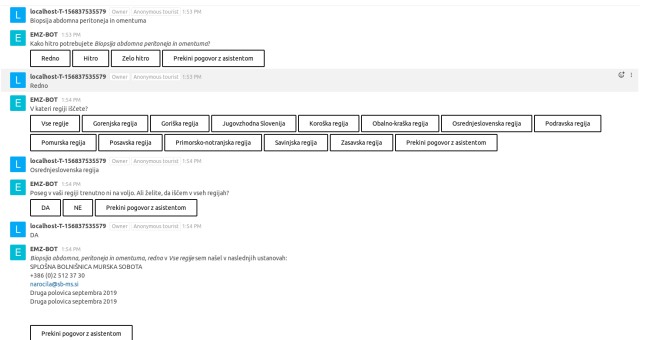 L localhost-T-156837535579 Owner Anonymous tourist 1:53 PM
Biopsija abdomna peritoneja in omentuma
E EMZ-BOT 1:53 PM
Kako hitro potrebujete Biopsija abdomna peritoneja in omentuma?
Redno Hitro Zelo hitro Prekini pogovor z asistentom
L localhost-T-156837535579 Owner Anonymous tourist 1:53 PM
Redno
E EMZ-BOT 1:54 PM
V kateri regiji iščete?
Vse regije Gorenjska regija Goriška regija Jugovzhodna Slovenija Koroška regija Obalno-kraška regija Osrednjeslovenska regija Podravska regija
Pomurska regija Posavska regija Primorsko-notranjska regija Savinjska regija Zasavska regija Prekini pogovor z asistentom
L localhost-T-156837535579 Owner Anonymous tourist 1:54 PM
Osrednjeslovenska regija
E EMZ-BOT 1:54 PM
Poseg v vaši regiji trenutno ni na voljo. Ali želite, da iščem v vseh regijah?
DA NE Prekini pogovor z asistentom
L localhost-T-156837535579 Owner Anonymous tourist 1:54 PM
DA
E EMZ-BOT 1:54 PM
Biopsija abdomna, peritoneja in omentuma, redno v Vse regije sem našel v naslednjih ustanovah:
SPLOŠNA BOLNIŠNICA MURSKA SOBOTA
+386 (0)2 512 37 30
narocila@sb-ms.si
Druga polovica septembra 2019
Druga polovica septembra 2019
Prekini pogovor z asistentom